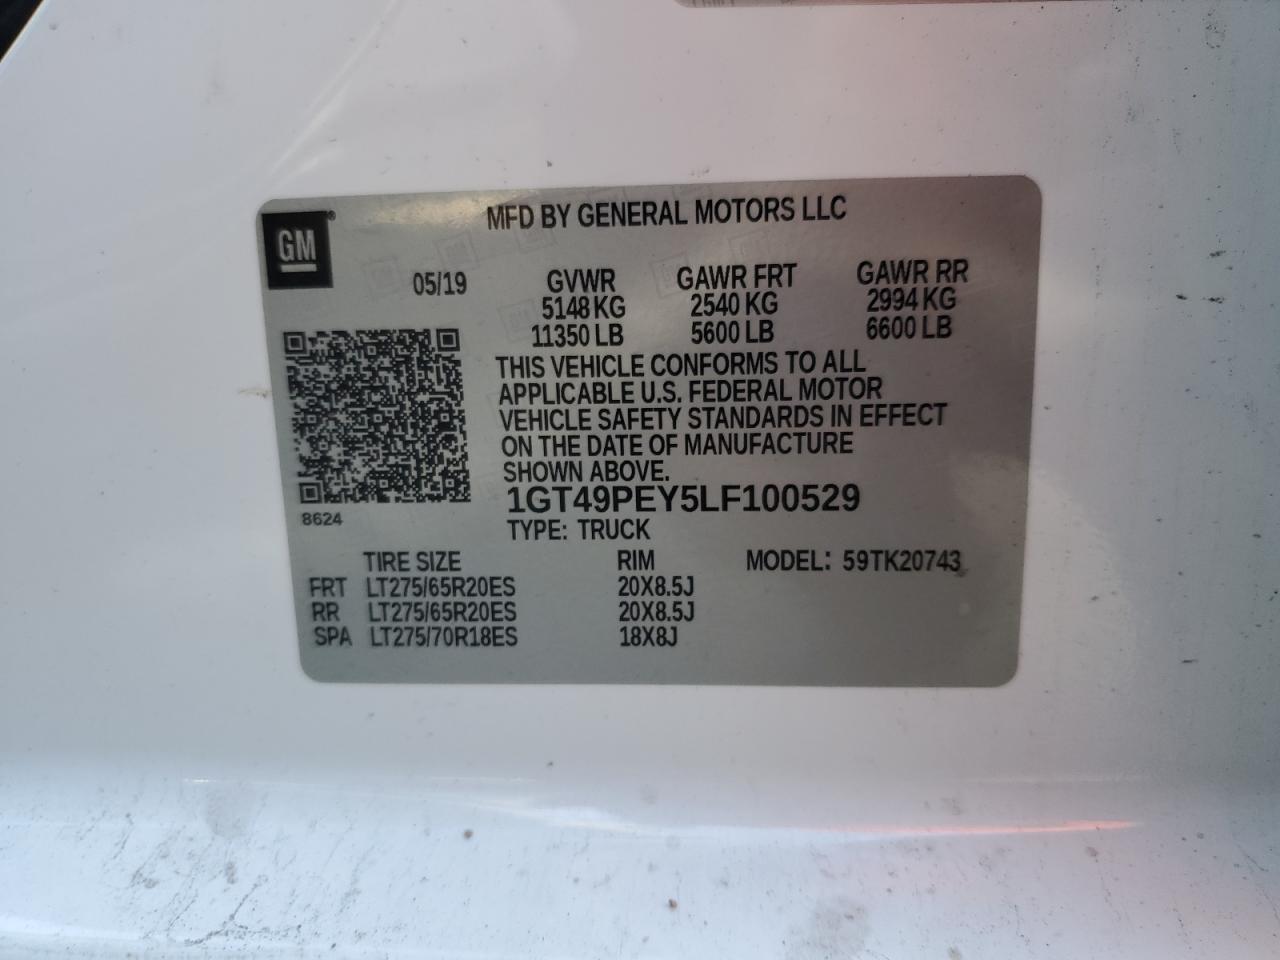 MFD BY GENERAL MOTORS LLC
GM®
05/19 GVWR GAWR FRT GAWR RR
5148 KG 2540 KG 2994 KG
11350 LB 5600 LB 6600 LB
THIS VEHICLE CONFORMS TO ALL
APPLICABLE U.S. FEDERAL MOTOR
VEHICLE SAFETY STANDARDS IN EFFECT
ON THE DATE OF MANUFACTURE
SHOWN ABOVE.
1GT49PEY5LF100529
8624
TYPE: TRUCK
TIRE SIZE RIM MODEL: 59TK20743
FRT LT275/65R20ES 20X8.5J
RR LT275/65R20ES 20X8.5J
SPA LT275/70R18ES 18X8J